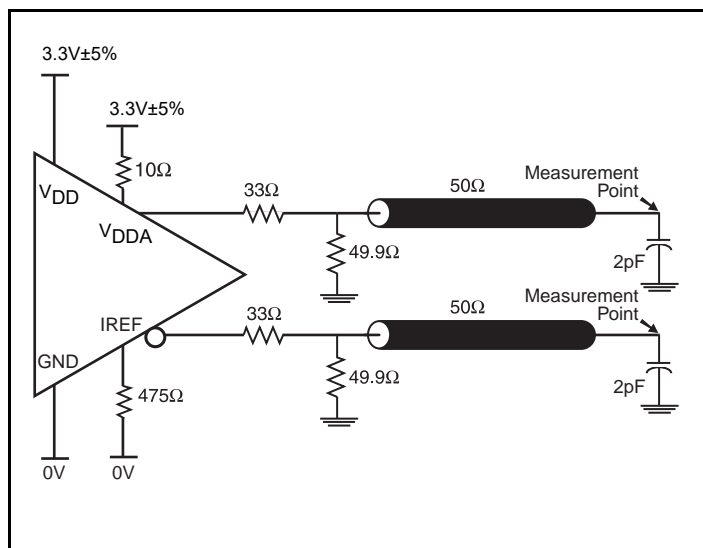 3.3V±5%
3.3V±5%
10Ω
VDD
VDDA
33Ω
50Ω
Measurement
Point
49.9Ω
2pF
IREF
33Ω
50Ω
Measurement
Point
GND
49.9Ω
2pF
475Ω
0V
0V